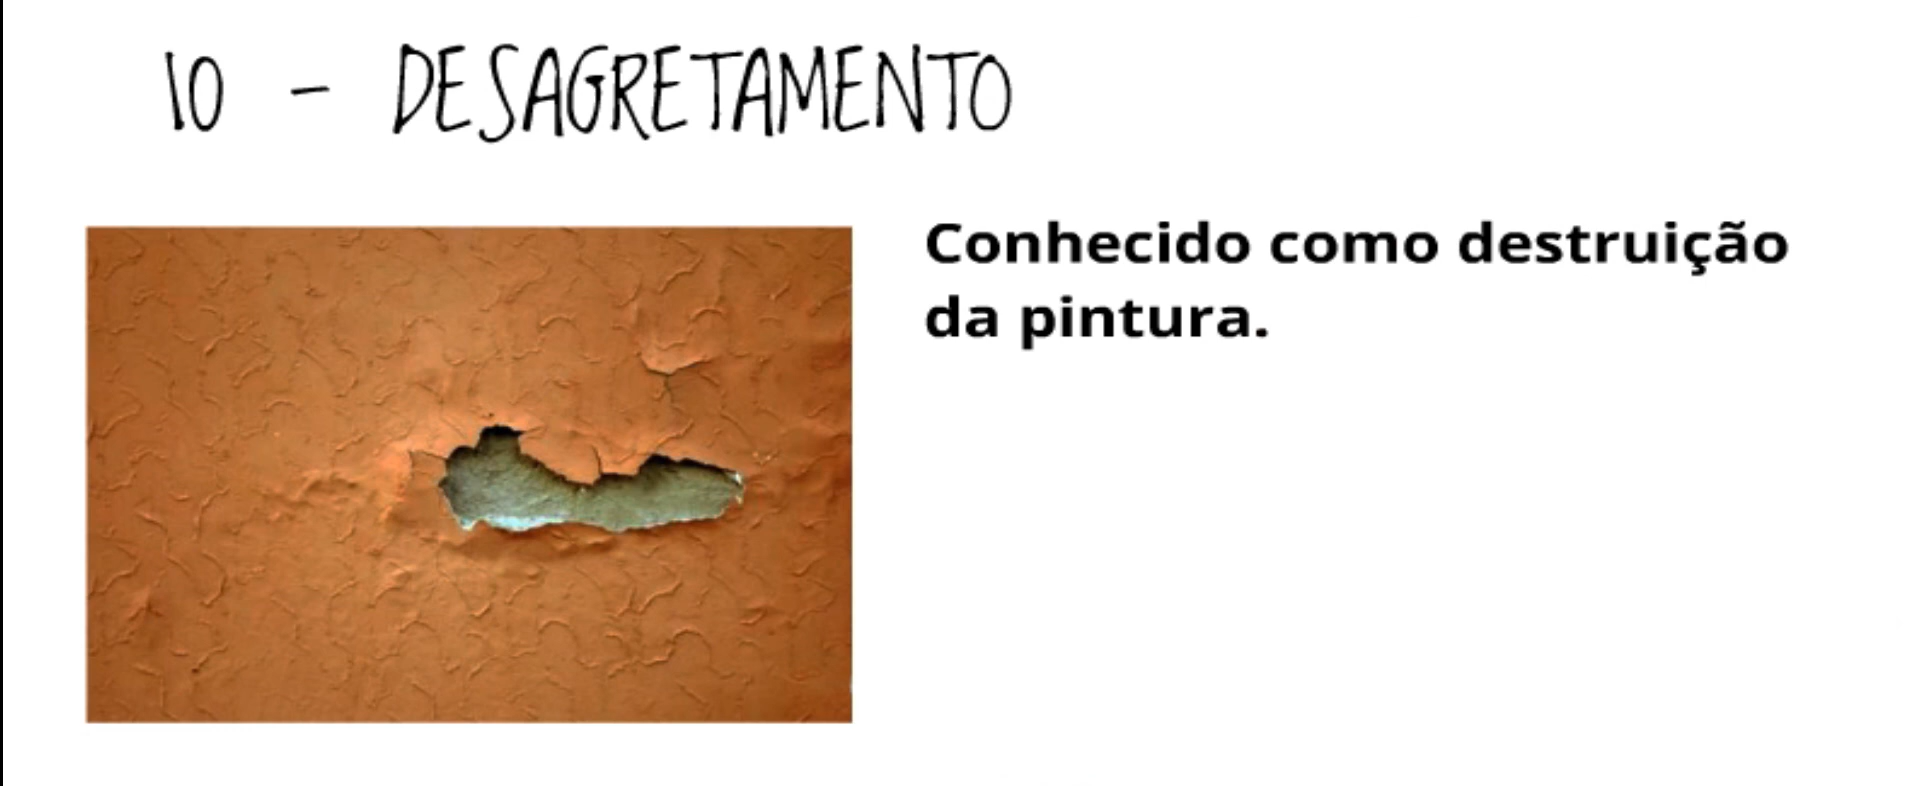 10 - DESAGRETAMENTO
Conhecido como destruição
da pintura.